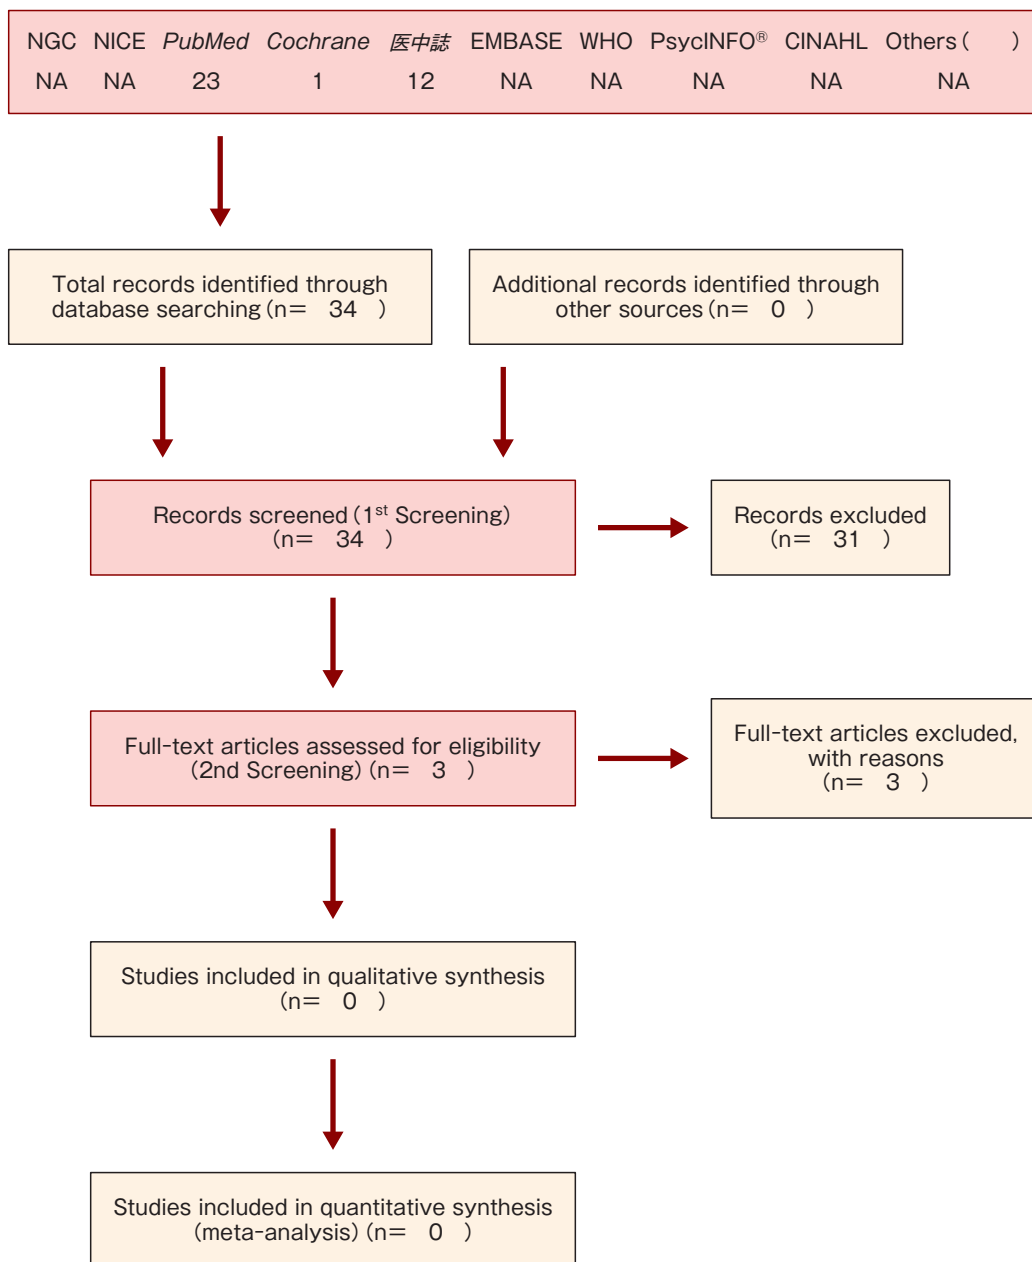 NGC NICE PubMed Cochrane 医中誌 EMBASE WHO PsycINFO® CINAHL Others (   )
NA NA 23 1 12 NA NA NA NA NA
Total records identified through
database searching (n= 34 )
Additional records identified through
other sources (n= 0 )
Records screened (1st Screening)
(n= 34 )
Records excluded
(n= 31 )
Full-text articles assessed for eligibility
(2nd Screening) (n= 3 )
Full-text articles excluded,
with reasons
(n= 3 )
Studies included in qualitative synthesis
(n= 0 )
Studies included in quantitative synthesis
(meta-analysis) (n= 0 )